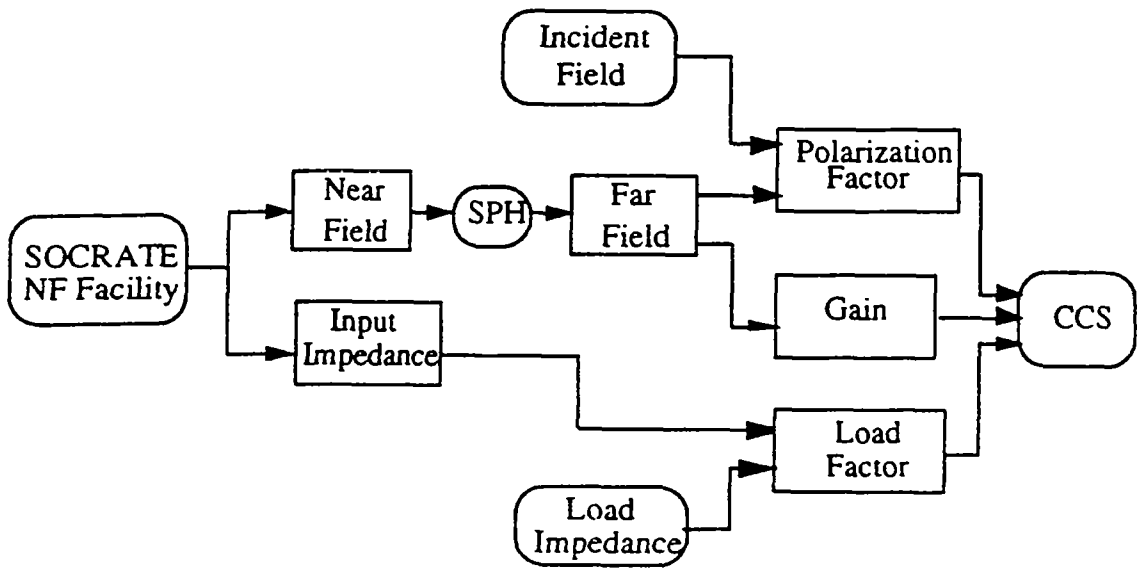 Incident
Field
Polarization
Factor
Near
Field
SPH
Far
Field
SOCRATE
NF Facility
Gain
CCS
Input
Impedance
Load
Factor
Load
Impedance